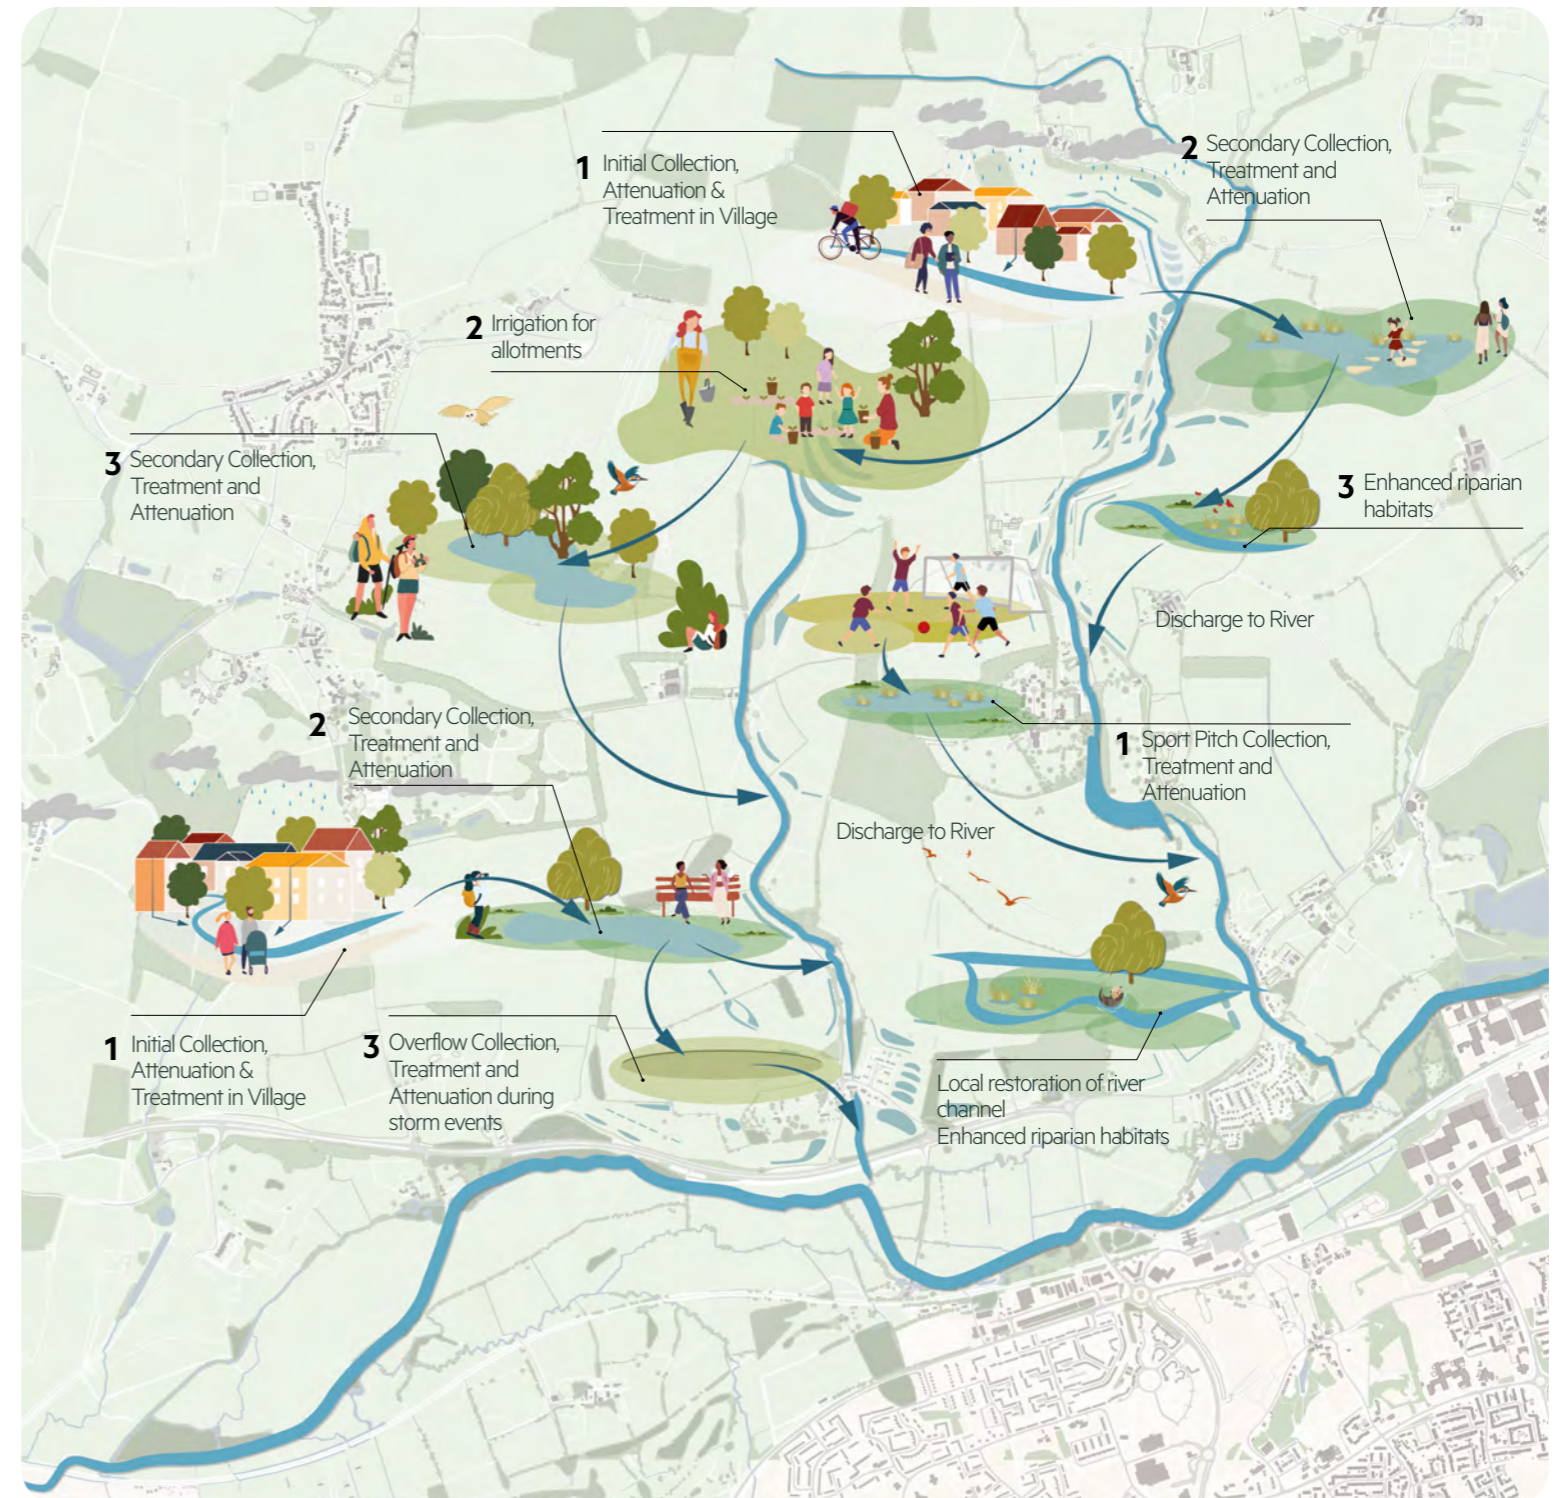 1 Initial Collection,
Attenuation &
Treatment in Village
2 Secondary Collection,
Treatment and
Attenuation
2 Irrigation for
allotments
3 Secondary Collection,
Treatment and
Attenuation
3 Enhanced riparian
habitats
Discharge to River
2 Secondary Collection,
Treatment and
Attenuation
1 Sport Pitch Collection,
Treatment and
Attenuation
Discharge to River
1 Initial Collection,
Attenuation &
Treatment in Village
3 Overflow Collection,
Treatment and
Attenuation during
storm events
Local restoration of river
channel
Enhanced riparian habitats